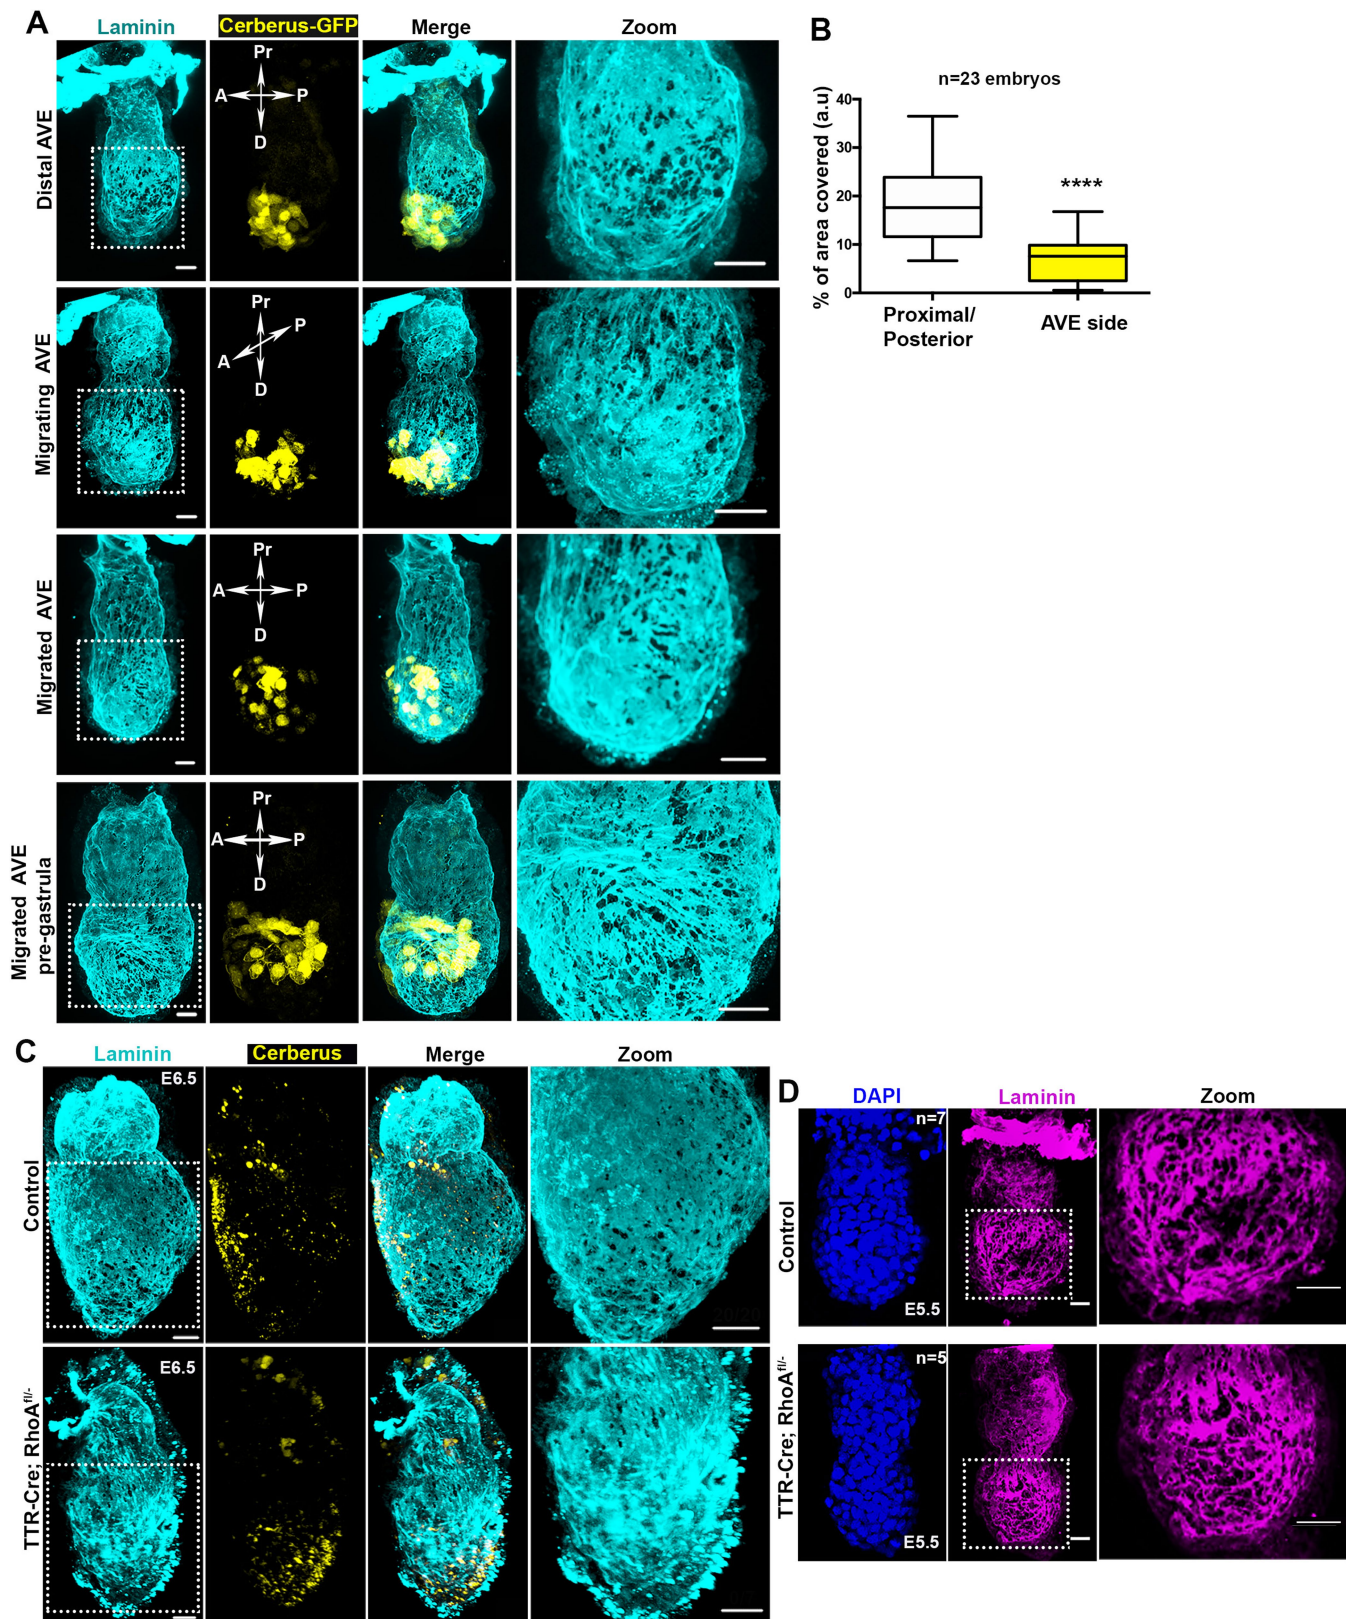 A
Laminin
Cerberus-GFP
Merge
Zoom
Distal AVE
Pr
A
P
D
Migrating AVE
Pr
P
A
D
Migrated AVE
Pr
A
P
D
Migrated AVE
pre-gastrula
Pr
A
P
D
B
n=23 embryos
% of area covered (a.u)
40
30
20
10
0
****
Proximal/
Posterior
AVE side
C
Laminin
Cerberus
Merge
Zoom
Control
E6.5
20/20
TTR-Cre; RhoAfl/-
E6.5
D
DAPI
Laminin
Zoom
Control
n=7
E5.5
TTR-Cre; RhoAfl/-
n=5
E5.5